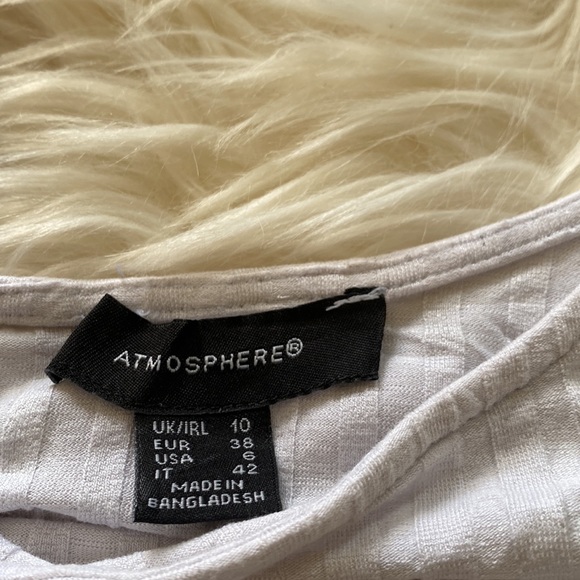 ATMOSPHERE®
UK/IRL 10
EUR 38
USA 6
IT 42
MADE IN
BANGLADESH